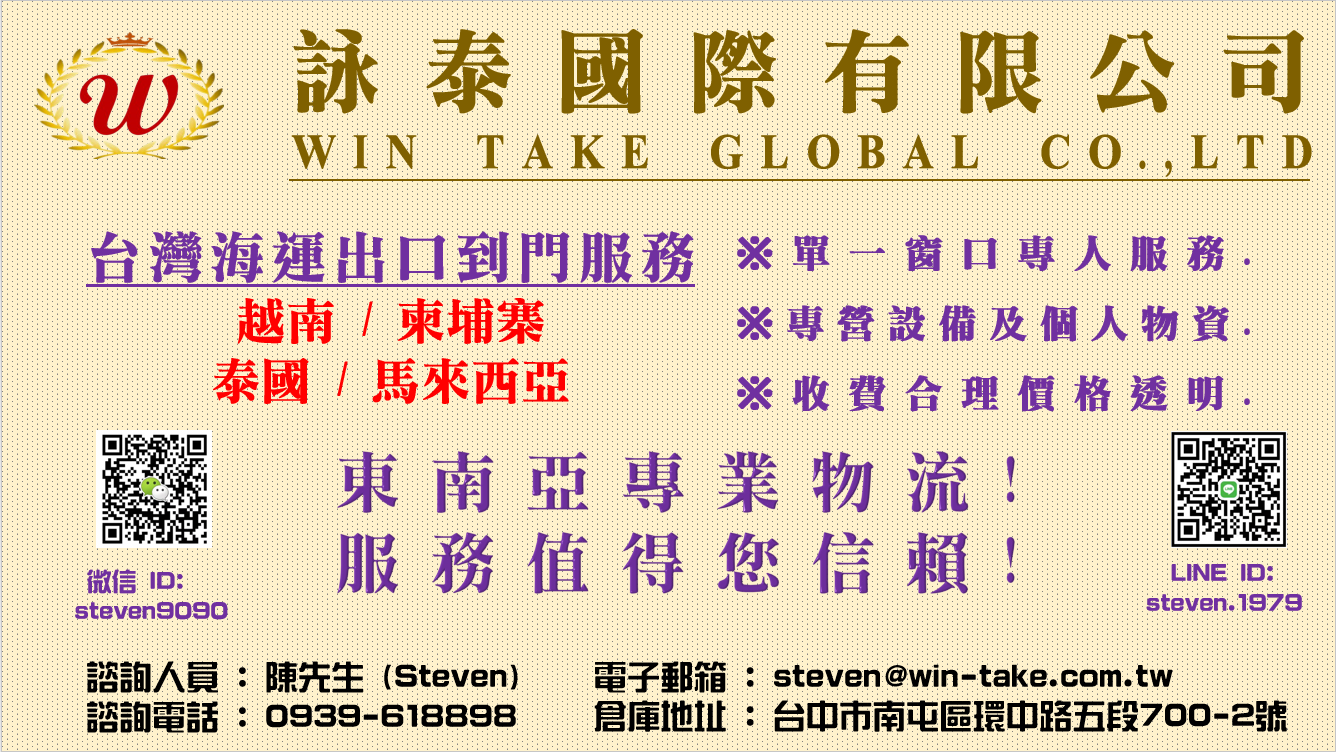 W
詠泰國際有限公司
WIN TAKE GLOBAL CO.,LTD
台灣海運出口到門服務
越南 / 柬埔寨
泰國 / 馬來西亞
※單一窗口專人服務.
※專營設備及個人物資.
※收費合理價格透明.
東南亞專業物流!
服務值得您信賴!
微信 ID:
steven9090
LINE ID:
steven.1979
諮詢人員 : 陳先生 (Steven)
諮詢電話 : 0939-618898
電子郵箱 : steven@win-take.com.tw
倉庫地址 : 台中市南屯區環中路五段700-2號